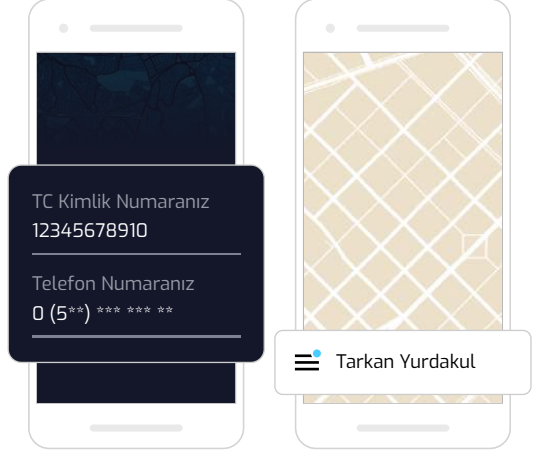 TC Kimlik Numaranız
12345678910
Telefon Numaranız
0 (5**) *** *** **
Tarkan Yurdakul